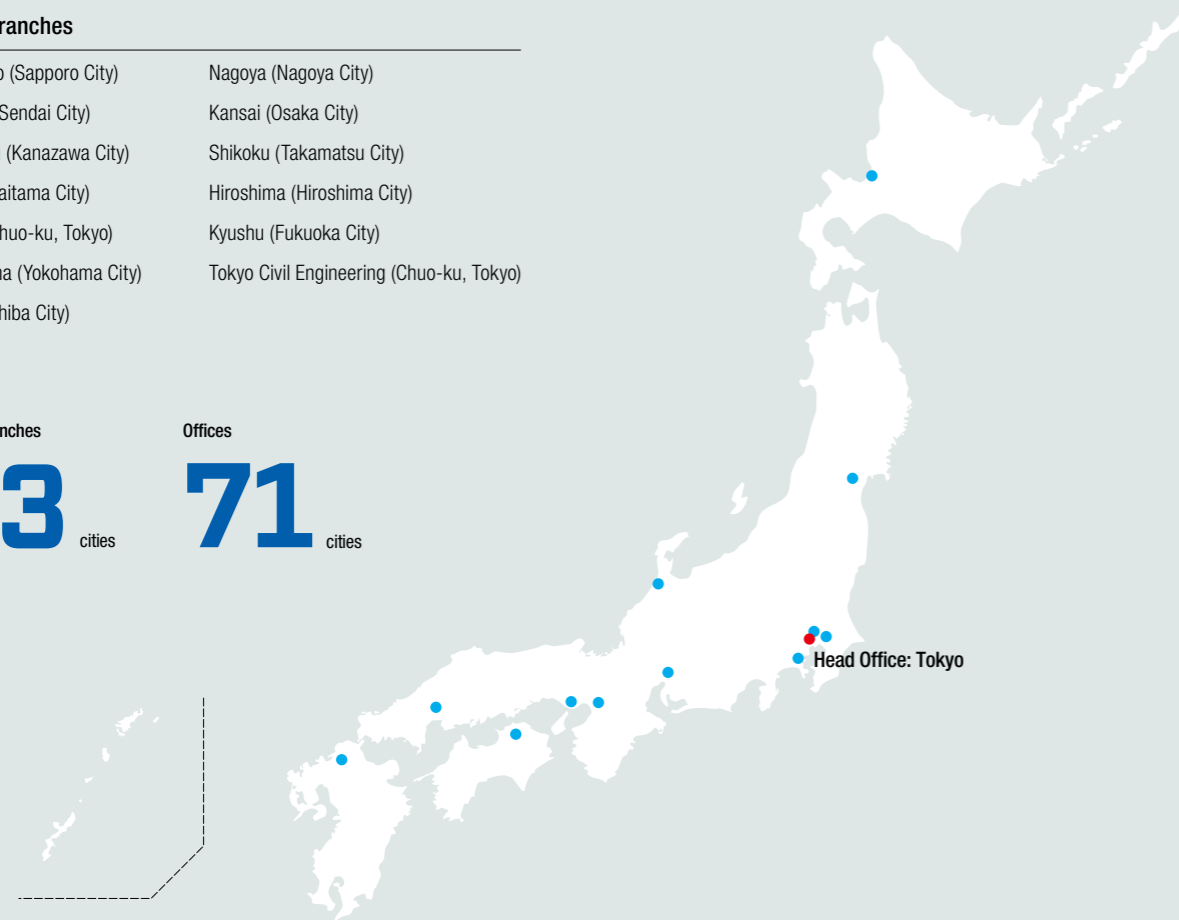 ranches
o (Sapporo City)
Sendai City)
(Kanazawa City)
aitama City)
huo-ku, Tokyo)
na (Yokohama City)
hiba City)
Nagoya (Nagoya City)
Kansai (Osaka City)
Shikoku (Takamatsu City)
Hiroshima (Hiroshima City)
Kyushu (Fukuoka City)
Tokyo Civil Engineering (Chuo-ku, Tokyo)
nches
3 cities
Offices
71 cities
Head Office: Tokyo